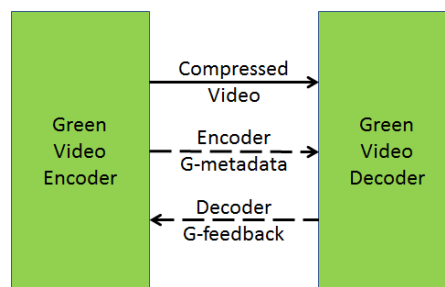 Green
Video
Encoder
Compressed
Video
Encoder
G-metadata
Decoder
G-feedback
Green
Video
Decoder